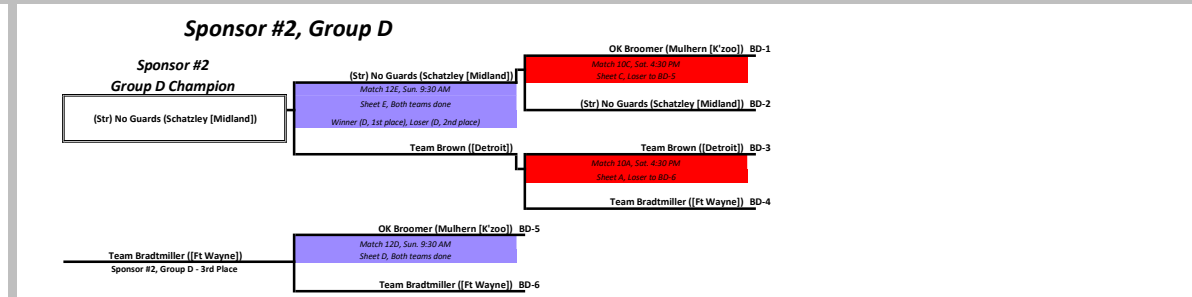 Sponsor #2, Group D
OK Broomer (Mulhern [K'zoo]) BD-1
Sponsor #2
Group D Champion
Match 10C, Sat. 4:30 PM
Sheet C, Loser to BD-5
(Str) No Guards (Schatzley [Midland])
Match 12E, Sun. 9:30 AM
Sheet E, Both teams done
Winner (D, 1st place), Loser (D, 2nd place)
(Str) No Guards (Schatzley [Midland]) BD-2
(Str) No Guards (Schatzley [Midland])
Team Brown ([Detroit])
Team Brown ([Detroit]) BD-3
Match 10A, Sat. 4:30 PM
Sheet A, Loser to BD-6
Team Bradtmiller ([Ft Wayne]) BD-4
OK Broomer (Mulhern [K'zoo]) BD-5
Match 12D, Sun. 9:30 AM
Sheet D, Both teams done
Team Bradtmiller ([Ft Wayne])
Sponsor #2, Group D - 3rd Place
Team Bradtmiller ([Ft Wayne]) BD-6